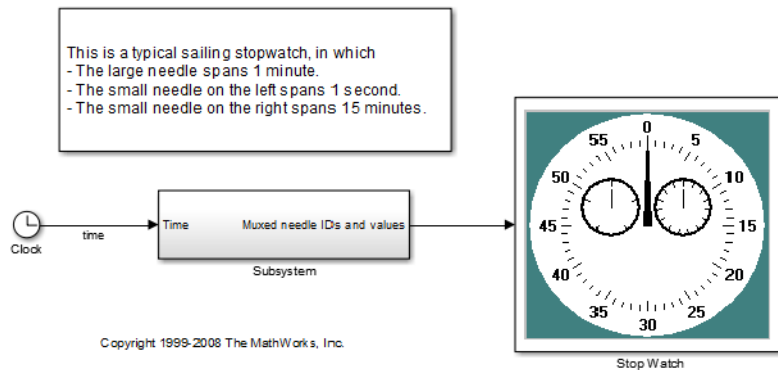 This is a typical sailing stopwatch, in which
- The large needle spans 1 minute.
- The small needle on the left spans 1 second.
- The small needle on the right spans 15 minutes.
0
55 5
50 10
45 15
40 20
35 25
30
Clock
time
Time Muxed needle IDs and values
Subsystem
Stop Watch
Copyright 1999-2008 The MathWorks, Inc.